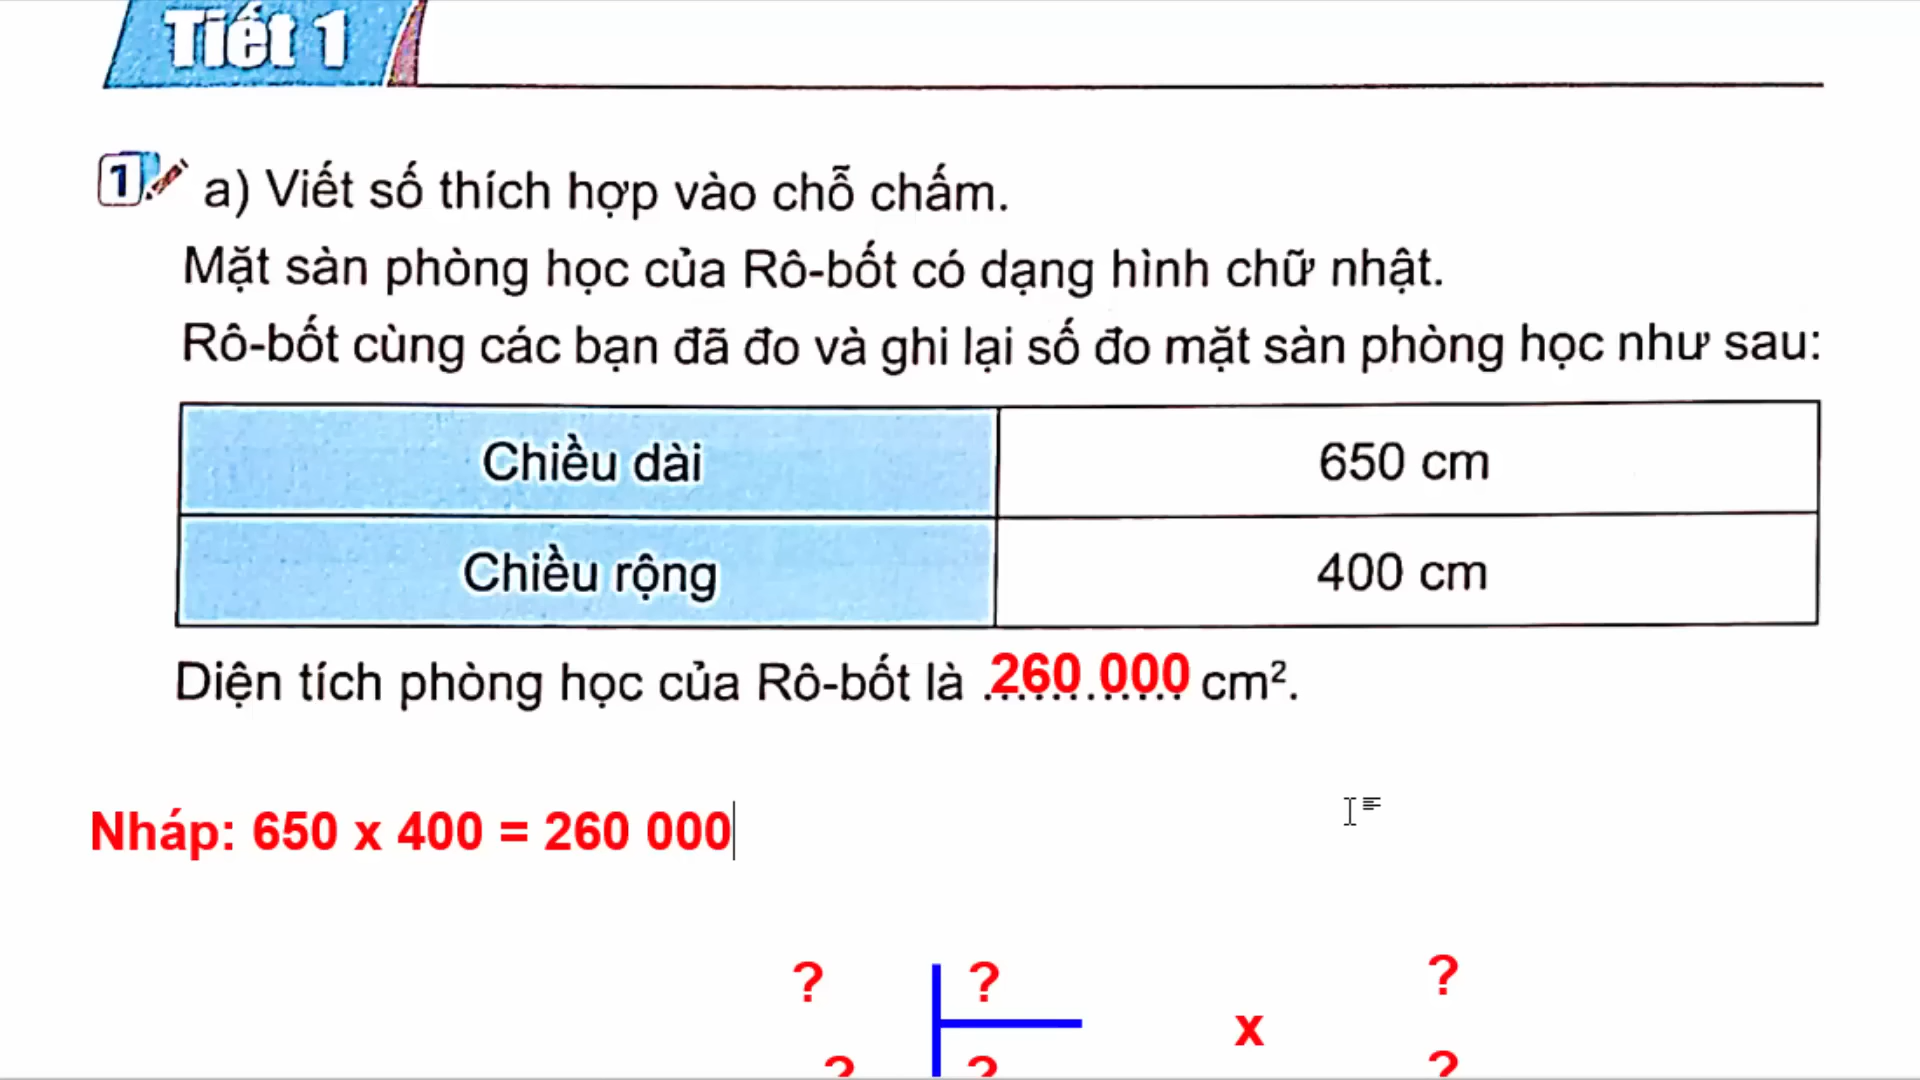 Tiết 1
1 a) Viết số thích hợp vào chỗ chấm.
Mặt sàn phòng học của Rô-bốt có dạng hình chữ nhật.
Rô-bốt cùng các bạn đã đo và ghi lại số đo mặt sàn phòng học như sau:
Chiều dài 650 cm
Chiều rộng 400 cm
Diện tích phòng học của Rô-bốt là 260 000 cm².
Nháp: 650 x 400 = 260 000
? ? ?
x
? ? ?